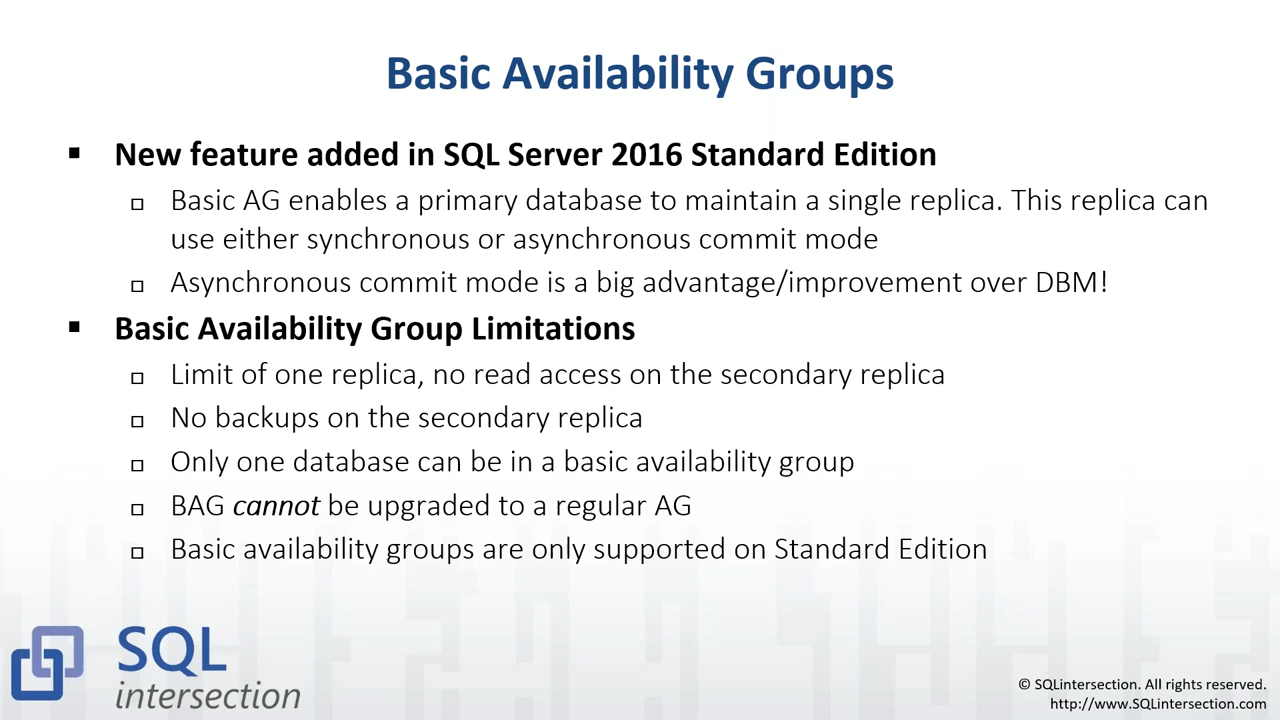 Basic Availability Groups
▪ New feature added in SQL Server 2016 Standard Edition
▫ Basic AG enables a primary database to maintain a single replica. This replica can
use either synchronous or asynchronous commit mode
▫ Asynchronous commit mode is a big advantage/improvement over DBM!
▪ Basic Availability Group Limitations
▫ Limit of one replica, no read access on the secondary replica
▫ No backups on the secondary replica
▫ Only one database can be in a basic availability group
▫ BAG cannot be upgraded to a regular AG
▫ Basic availability groups are only supported on Standard Edition
SQL
intersection
© SQLintersection. All rights reserved.
http://www.SQLintersection.com